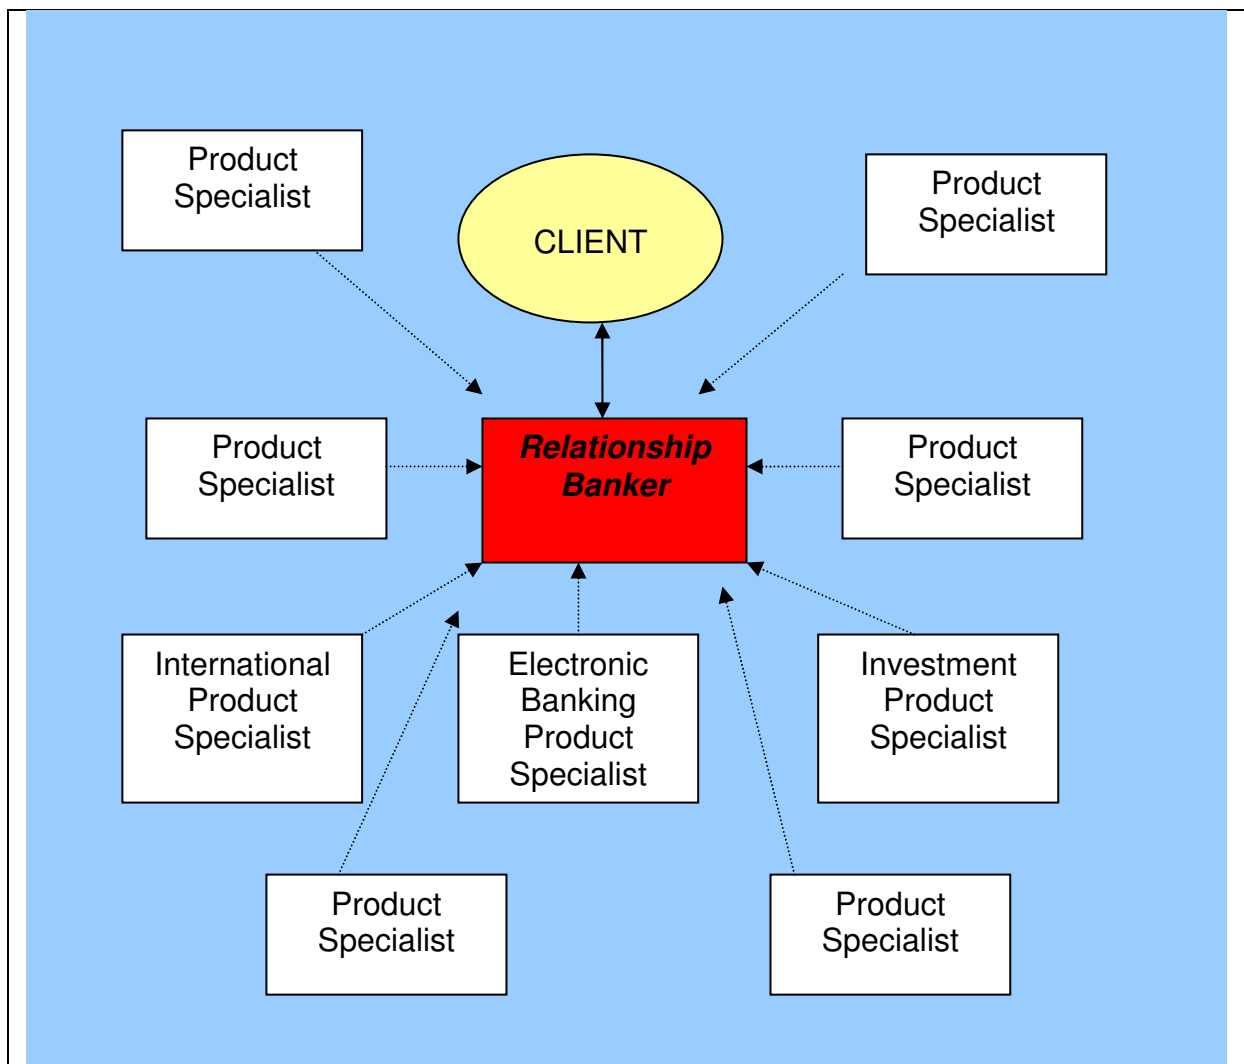 Product
Specialist
CLIENT
Product
Specialist
Product
Specialist
Relationship
Banker
Product
Specialist
International
Product
Specialist
Electronic
Banking
Product
Specialist
Investment
Product
Specialist
Product
Specialist
Product
Specialist